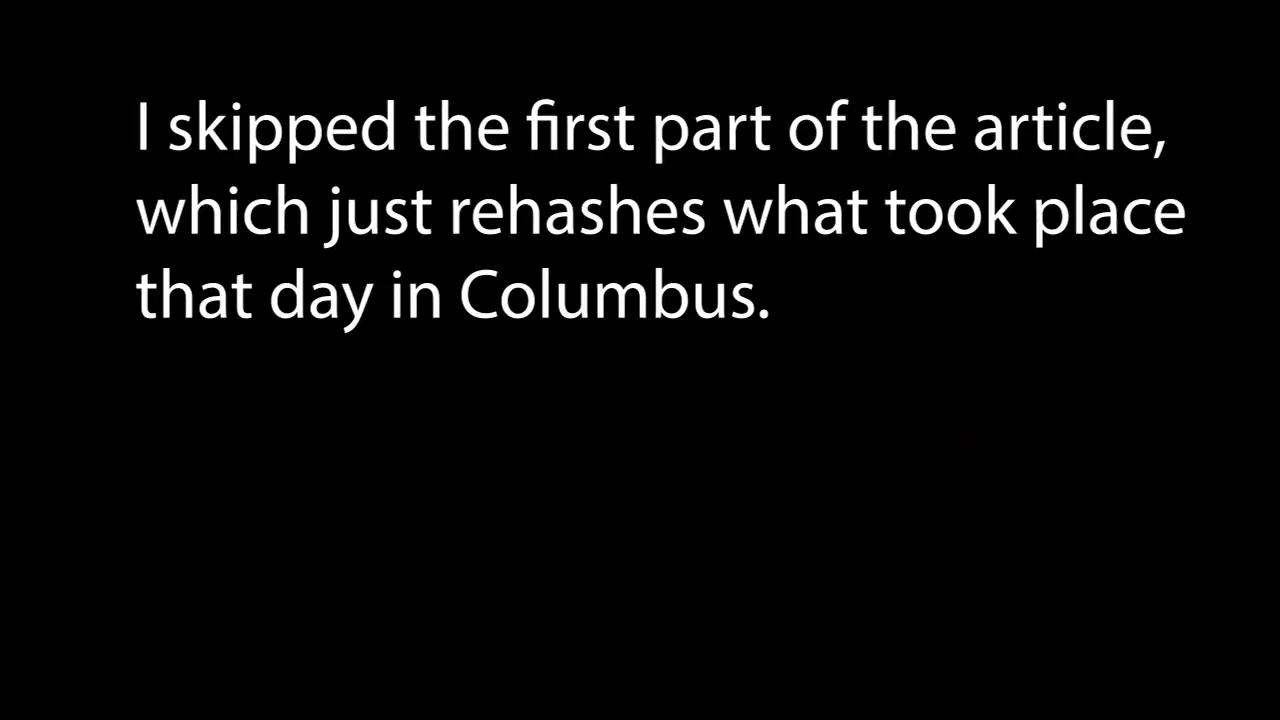 I skipped the first part of the article,
which just rehashes what took place
that day in Columbus.